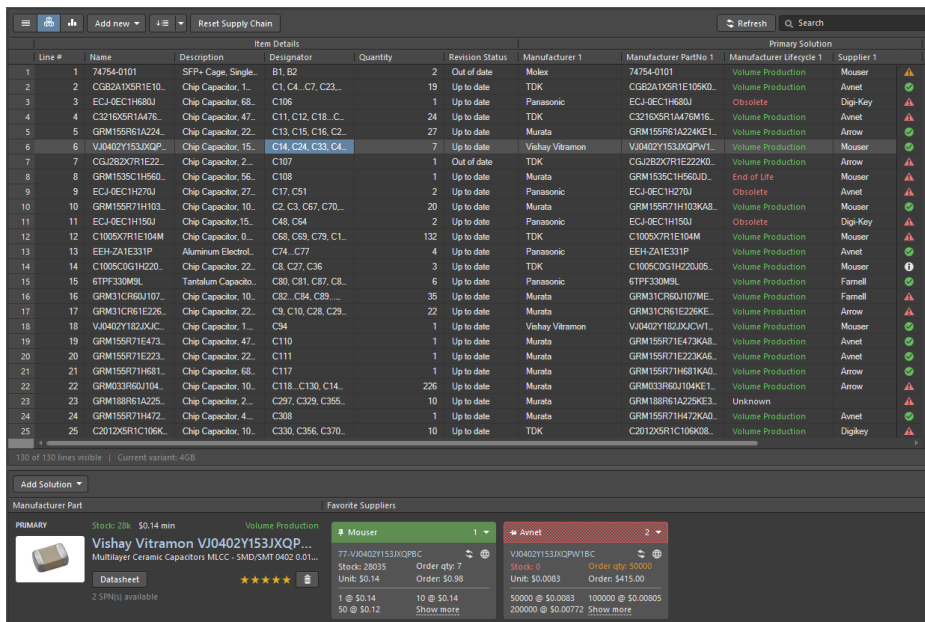 Add new Reset Supply Chain Refresh Search
Item Details Primary Solution
Line # Name Description Designator Quantity Revision Status Manufacturer 1 Manufacturer PartNo 1 Manufacturer Lifecycle 1 Supplier 1
1 1 74754-0101 SFP+ Cage, Single... B1, B2 2 Out of date Molex 74754-0101 Volume Production Mouser
2 2 CGB2A1X5R1E10... Chip Capacitor, 1... C1, C4...C7, C23,... 19 Up to date TDK CGB2A1X5R1E105K0... Volume Production Avnet
3 3 ECJ-0EC1H680J Chip Capacitor, 68... C106 1 Up to date Panasonic ECJ-0EC1H680J Obsolete Digi-Key
4 4 C3216X5R1A476... Chip Capacitor, 47... C11, C12, C18...C... 24 Up to date TDK C3216X5R1A476M16... Volume Production Avnet
5 5 GRM155R61A224... Chip Capacitor, 22... C13, C15, C16, C2... 27 Up to date Murata GRM155R61A224KE1... Volume Production Arrow
6 6 VJ0402Y153JXQP... Chip Capacitor, 15... C14, C24, C33, C4... 7 Up to date Vishay Vitramon VJ0402Y153JXQPW1... Volume Production Mouser
7 7 CGJ2B2X7R1E22... Chip Capacitor, 2.... C107 1 Out of date TDK CGJ2B2X7R1E222K0... Volume Production Arrow
8 8 GRM1535C1H560... Chip Capacitor, 56... C108 1 Up to date Murata GRM1535C1H560JD... End of Life Mouser
9 9 ECJ-0EC1H270J Chip Capacitor, 27... C17, C51 2 Up to date Panasonic ECJ-0EC1H270J Obsolete Avnet
10 10 GRM155R71H103... Chip Capacitor, 10... C2, C3, C67, C70,... 20 Up to date Murata GRM155R71H103KA8... Volume Production Mouser
11 11 ECJ-0EC1H150J Chip Capacitor,15... C48, C64 2 Up to date Panasonic ECJ-0EC1H150J Obsolete Digi-Key
12 12 C1005X7R1E104M Chip Capacitor, 0.... C68, C69, C79, C1... 132 Up to date TDK C1005X7R1E104M Volume Production Mouser
13 13 EEH-ZA1E331P Aluminum Electrol... C74...C77 4 Up to date Panasonic EEH-ZA1E331P Volume Production Avnet
14 14 C1005C0G1H220... Chip Capacitor, 22... C8, C27, C36 3 Up to date TDK C1005C0G1H220J05... Volume Production Mouser
15 15 6TPF330M9L Tantalum Capacito... C80, C81, C87, C8... 6 Up to date Panasonic 6TPF330M9L Volume Production Farnell
16 16 GRM31CR60J107... Chip Capacitor, 10... C82...C84, C89..... 35 Up to date Murata GRM31CR60J107ME... Volume Production Farnell
17 17 GRM31CR61E226... Chip Capacitor, 22... C9, C10, C28, C29... 22 Up to date Murata GRM31CR61E226KE... Volume Production Arrow
18 18 VJ0402Y182JXJC... Chip Capacitor, 1.... C94 1 Up to date Vishay Vitramon VJ0402Y182JXJCW1... Volume Production Mouser
19 19 GRM155R71E473... Chip Capacitor, 47... C110 1 Up to date Murata GRM155R71E473KA8... Volume Production Avnet
20 20 GRM155R71E223... Chip Capacitor, 22... C111 1 Up to date Murata GRM155R71E223KA6... Volume Production Avnet
21 21 GRM155R71H681... Chip Capacitor, 68... C117 1 Up to date Murata GRM155R71H681KA0... Volume Production Arrow
22 22 GRM033R60J104... Chip Capacitor, 10... C118...C130, C14... 226 Up to date Murata GRM033R60J104KE1... Volume Production Arrow
23 23 GRM188R61A225... Chip Capacitor, 2.... C297, C329, C355... 10 Up to date Murata GRM188R61A225KE3... Unknown
24 24 GRM155R71H472... Chip Capacitor, 4.... C308 1 Up to date Murata GRM155R71H472KA0... Volume Production Avnet
25 25 C2012X5R1C106K... Chip Capacitor, 10... C330, C356, C370... 10 Up to date TDK C2012X5R1C106K08... Volume Production Digikey
130 of 130 lines visible | Current variant: 4GB
Add Solution
Manufacturer Part Favorite Suppliers
PRIMARY Stock: 28k $0.14 min Volume Production Mouser 1 Avnet 2
Vishay Vitramon VJ0402Y153JXQP... 77-VJ0402Y153JXQPBC VJ0402Y153JXQPW1BC
Multilayer Ceramic Capacitors MLCC - SMD/SMT 0402 0.01... Stock: 28035 Order qty: 7 Stock: 0 Order qty: 50000
Datasheet Unit: $0.14 Order: $0.98 Unit: $0.0083 Order: $415.00
2 SPN(s) available 1 @ $0.14 10 @ $0.14 50000 @ $0.0083 100000 @ $0.00805
50 @ $0.12 Show more 200000 @ $0.00772 Show more